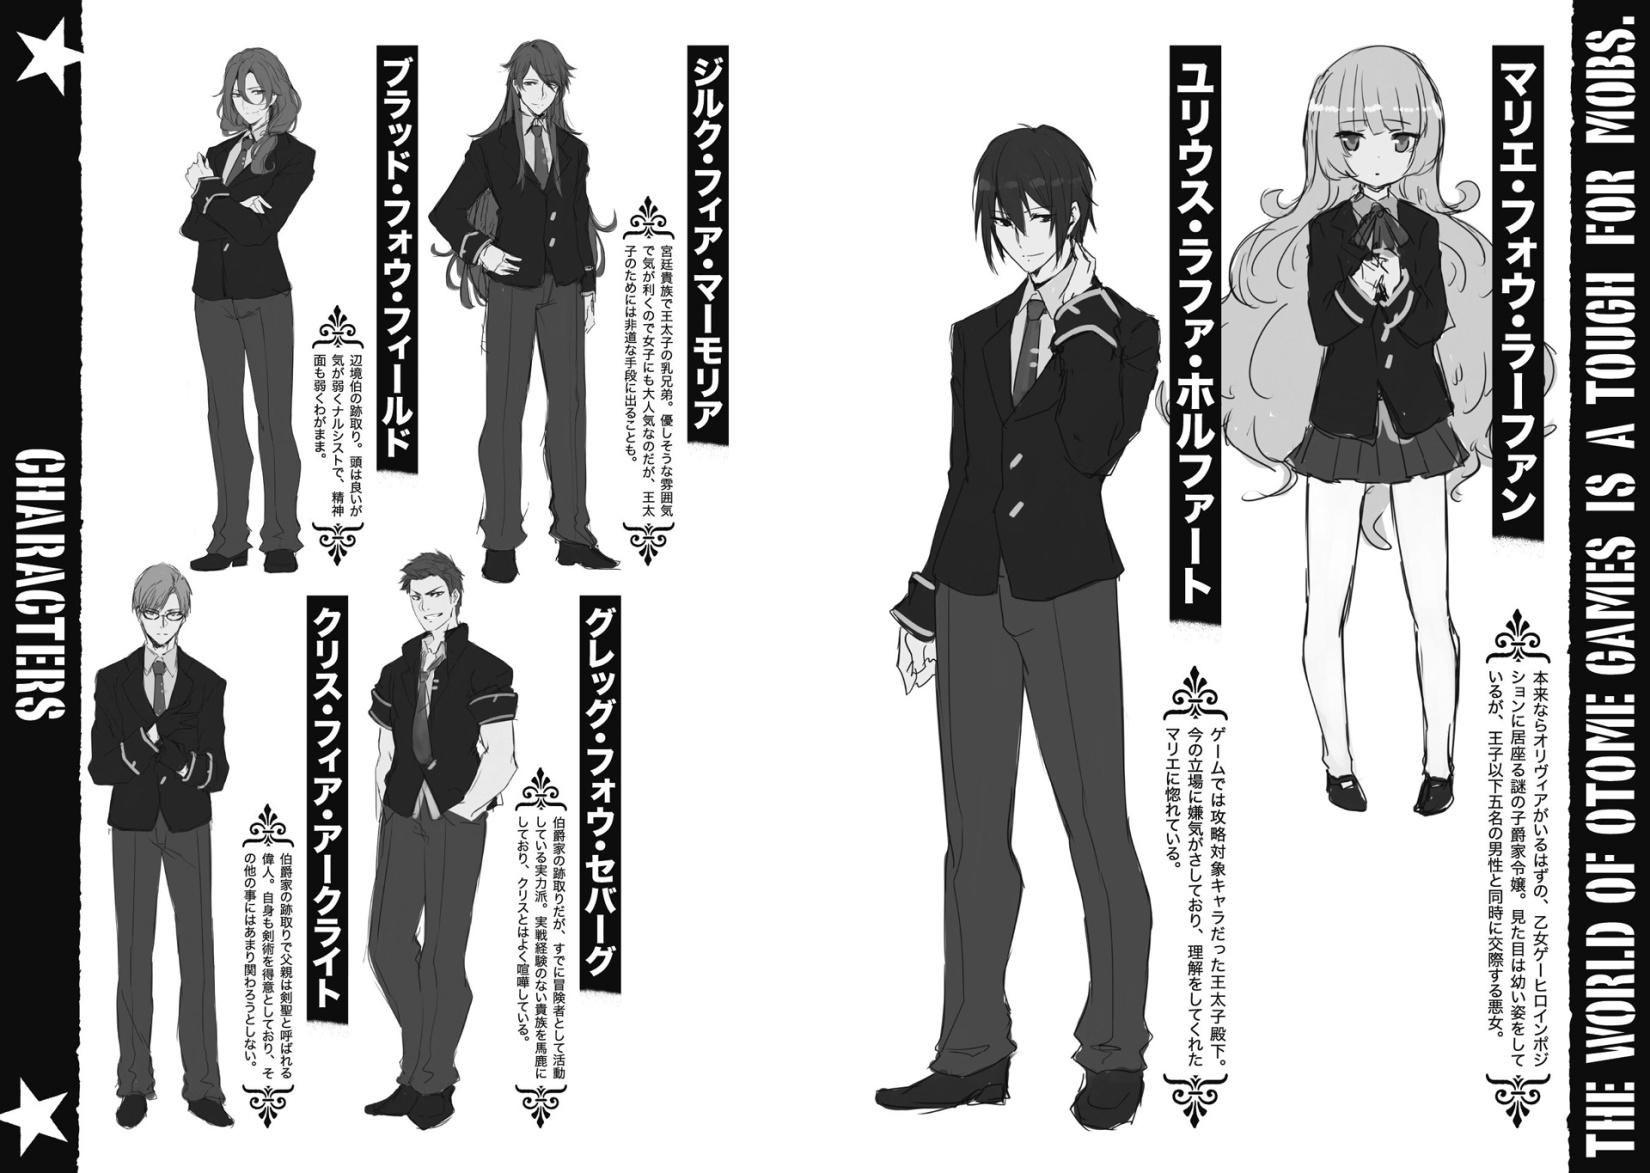 THE WORLD OF OTOME GAMES IS A TOUGH FOR MOBS.
マリエ・フォウ・ラーファン
本来ならオリヴィアがいるはずの、乙女ゲーヒロインポジ
ションに居座る謎の子爵家令嬢。見た目は幼い姿をして
いるが、王子以下五名の男性と同時に交際する悪女。
ユリウス・ラファ・ホルファート
ゲームでは攻略対象キャラだった王太子殿下。
今の立場に嫌気がさしており、理解をしてくれた
マリエに惚れている。
ジルク・フィア・マーモリア
宮廷貴族で王太子の乳兄弟。優しそうな雰囲気
で気が利くので女子にも大人気なのだが、王太
子のためには非道な手段に出ることも。
ブラッド・フォウ・フィールド
辺境伯の跡取り。頭は良いが
気が弱くナルシストで、精神
面も弱くわがまま。
グレッグ・フォウ・セバーグ
伯爵家の跡取りだが、すでに冒険者として活動
している実力派。実戦経験のない貴族を馬鹿に
しており、クリスとはよく喧嘩している。
クリス・フィア・アークライト
伯爵家の跡取りで父親は剣聖と呼ばれる
偉人。自身も剣術を得意としており、そ
の他の事にはあまり関わろうとしない。
CHARACTERS